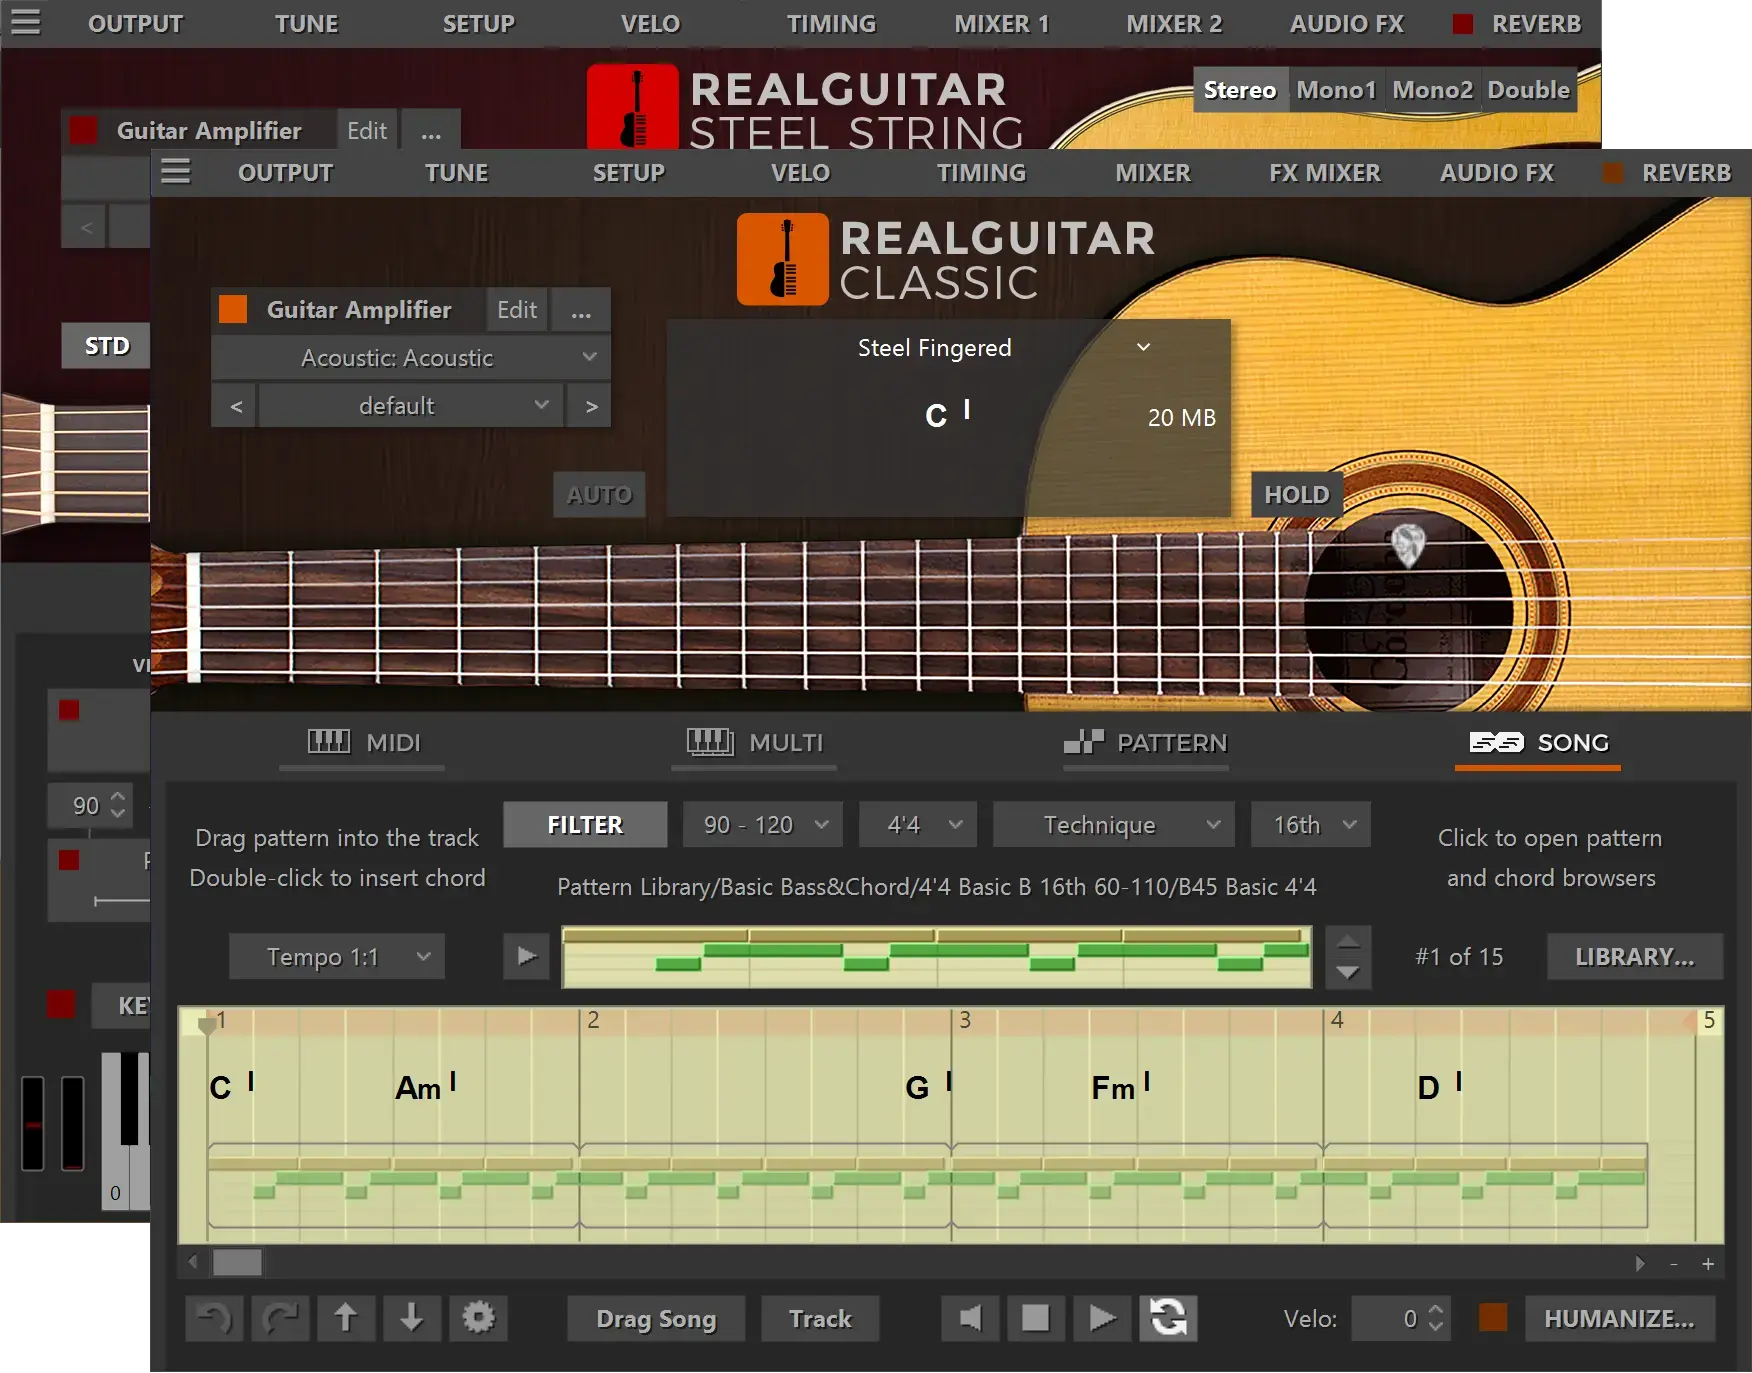 OUTPUT TUNE SETUP VELO TIMING MIXER 1 MIXER 2 AUDIO FX REVERB
REALGUITAR
STEEL STRING
Stereo Mono1 Mono2 Double
Guitar Amplifier Edit ...
<
STD
90
0
OUTPUT TUNE SETUP VELO TIMING MIXER FX MIXER AUDIO FX REVERB
REALGUITAR
CLASSIC
Guitar Amplifier Edit ...
Acoustic: Acoustic
< default >
Steel Fingered
C I
20 MB
AUTO
HOLD
MIDI MULTI PATTERN SONG
Drag pattern into the track
Double-click to insert chord
FILTER 90 - 120 4'4 Technique 16th
Click to open pattern
and chord browsers
Pattern Library/Basic Bass&Chord/4'4 Basic B 16th 60-110/B45 Basic 4'4
Tempo 1:1
#1 of 15
LIBRARY...
1 2 3 4 5
C I Am I G I Fm I D I
- +
Drag Song Track
Velo: 0
HUMANIZE...